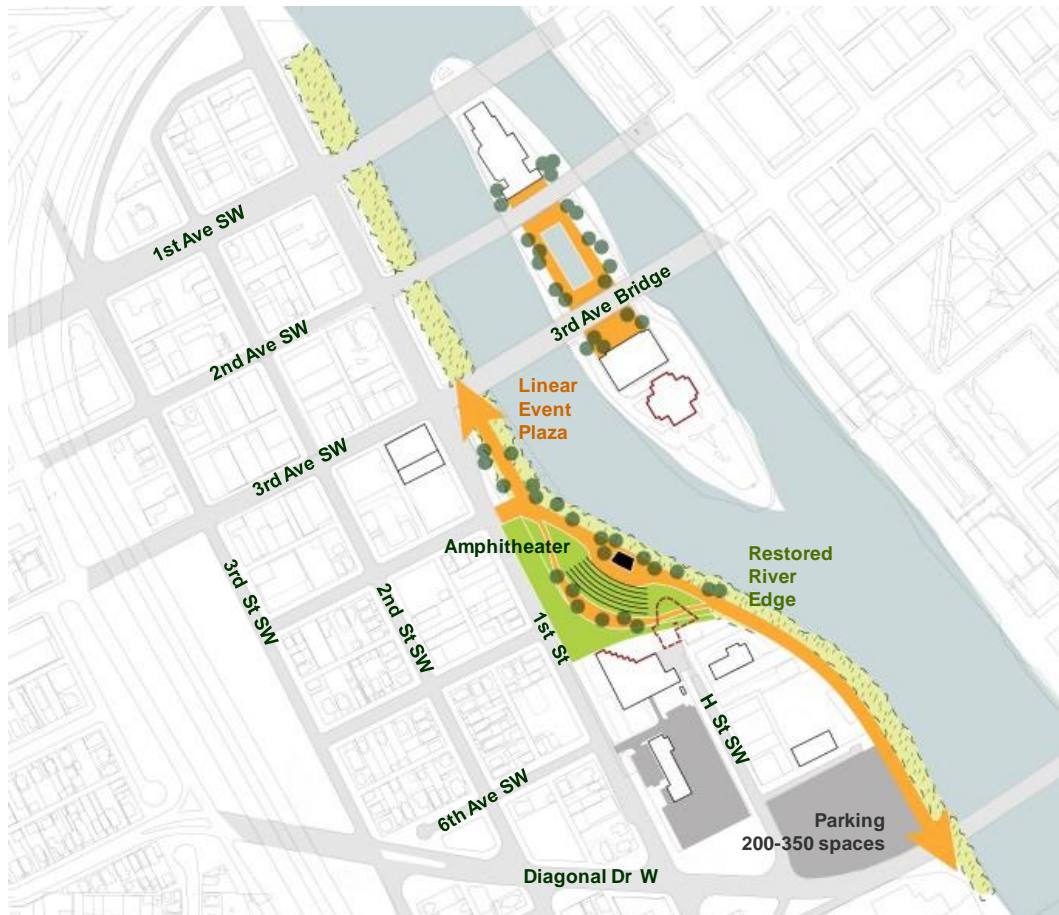 1st Ave SW
2nd Ave SW
3rd Ave Bridge
Linear
Event
Plaza
3rd Ave SW
Amphitheater
Restored
River
Edge
3rd St SW
2nd St SW
1st St
H St SW
6th Ave SW
Parking
200-350 spaces
Diagonal Dr W